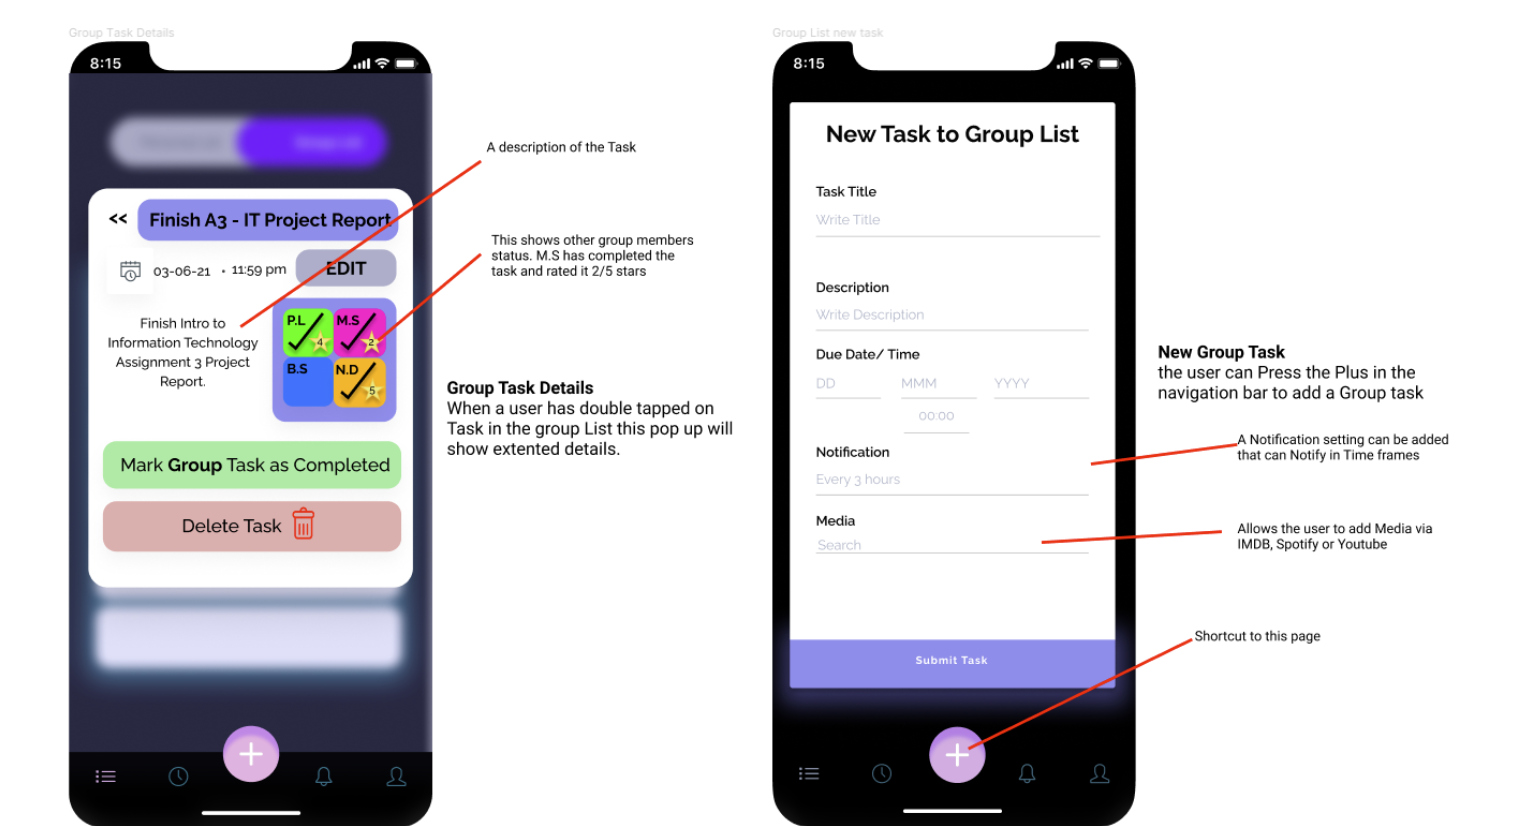 Group Task Details
8:15
<<
Finish A3 - IT Project Report
03-06-21 • 11:59 pm
EDIT
Finish Intro to
Information Technology
Assignment 3 Project
Report.
P.L
4
M.S
2
B.S
N.D
5
Mark Group Task as Completed
Delete Task
A description of the Task
This shows other group members
status. M.S has completed the
task and rated it 2/5 stars
Group Task Details
When a user has double tapped on
Task in the group List this pop up will
show extented details.
Group List new task
8:15
New Task to Group List
Task Title
Write Title
Description
Write Description
Due Date/ Time
DD
MMM
YYYY
00:00
Notification
Every 3 hours
Media
Search
Submit Task
New Group Task
the user can Press the Plus in the
navigation bar to add a Group task
A Notification setting can be added
that can Notify in Time frames
Allows the user to add Media via
IMDB, Spotify or Youtube
Shortcut to this page